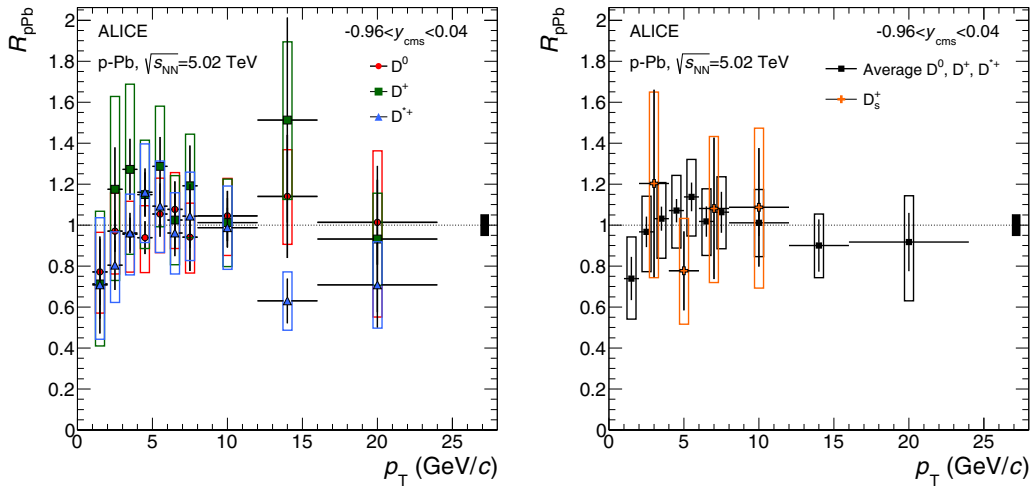 R_pPb
2
1.8
1.6
1.4
1.2
1
0.8
0.6
0.4
0.2
0
ALICE
-0.96<y_cms<0.04
p-Pb, √s_NN=5.02 TeV
D⁰
D⁺
D*⁺
0 5 10 15 20 25
p_T (GeV/c)
R_pPb
2
1.8
1.6
1.4
1.2
1
0.8
0.6
0.4
0.2
0
ALICE
-0.96<y_cms<0.04
p-Pb, √s_NN=5.02 TeV
Average D⁰, D⁺, D*⁺
D_s⁺
0 5 10 15 20 25
p_T (GeV/c)